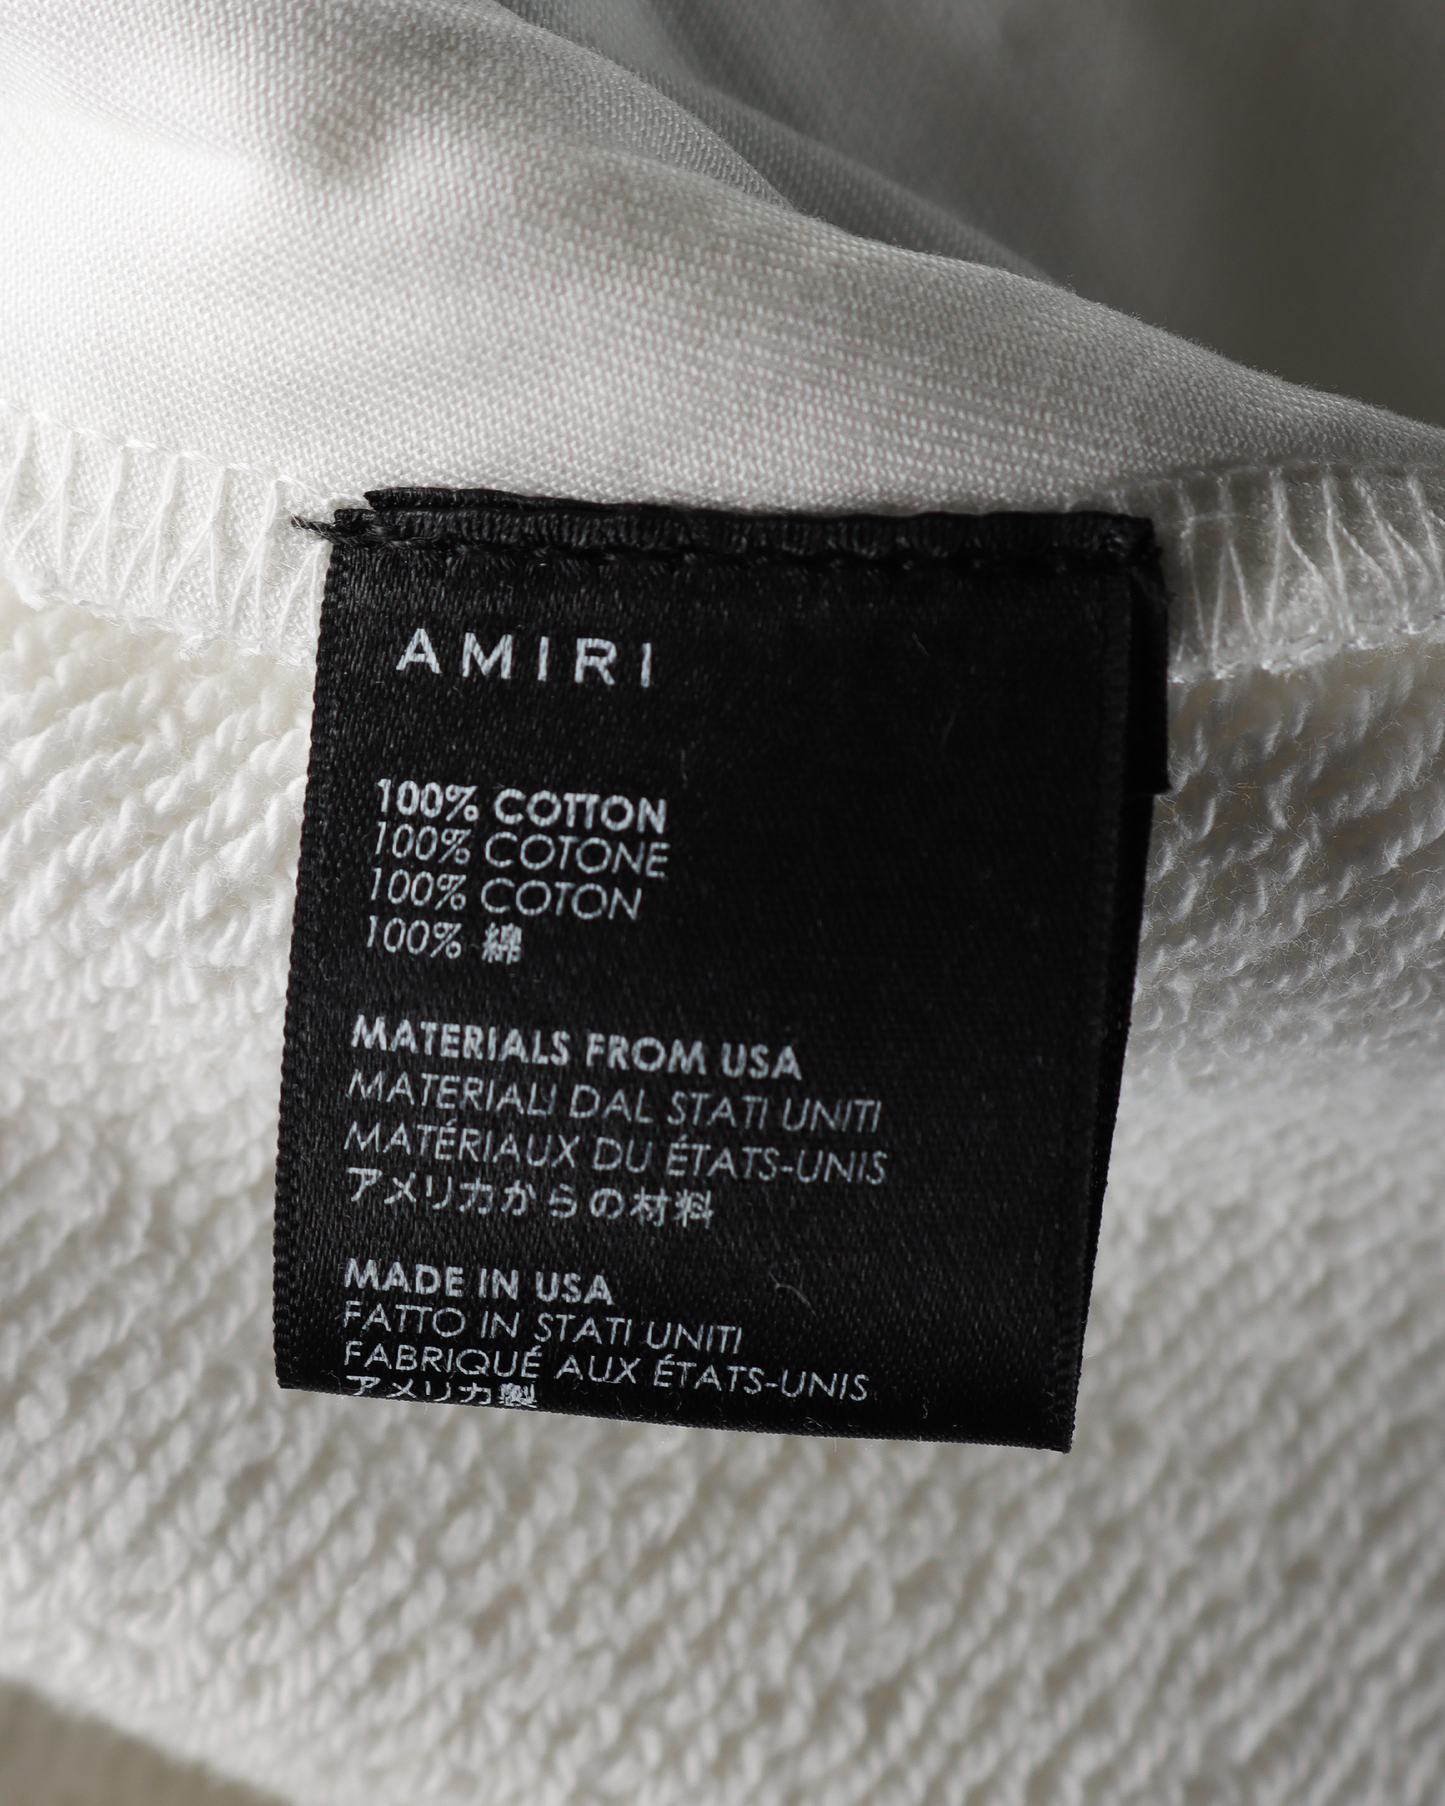 AMIRI
100% COTTON
100% COTONE
100% COTON
100% 綿
MATERIALS FROM USA
MATERIALI DAL STATI UNITI
MATÉRIAUX DU ÉTATS-UNIS
アメリカからの材料
MADE IN USA
FATTO IN STATI UNITI
FABRIQUÉ AUX ÉTATS-UNIS
アメリカ製